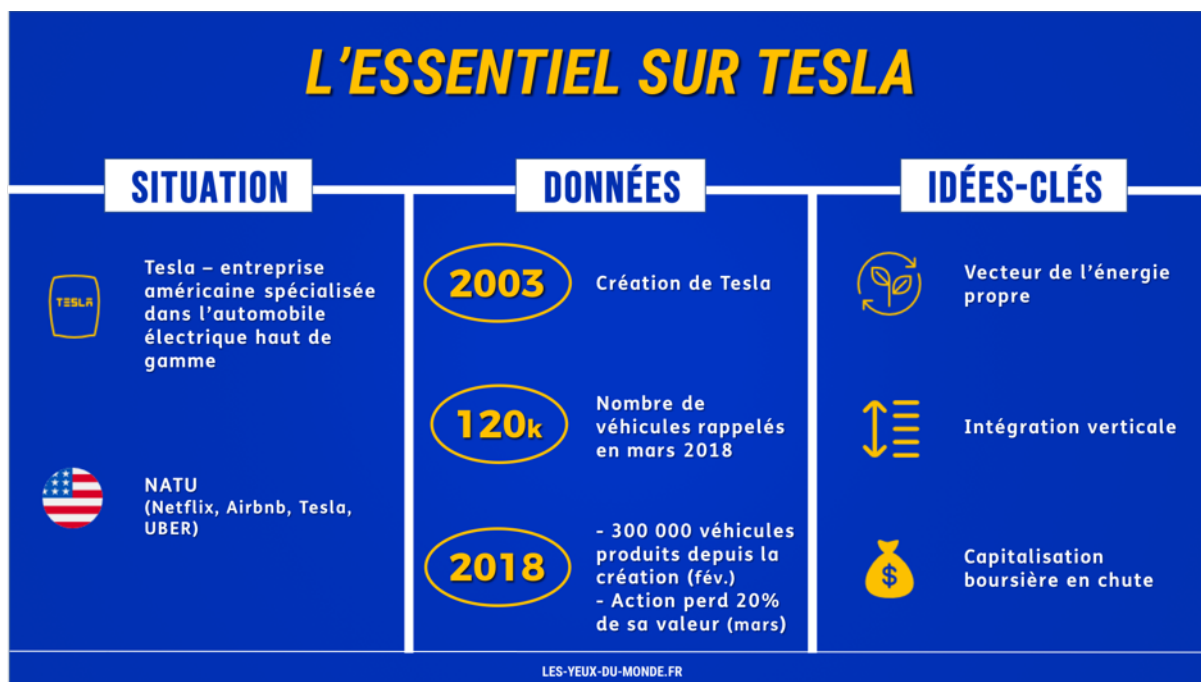 L'ESSENTIEL SUR TESLA
SITUATION
TESLA
Tesla – entreprise
américaine spécialisée
dans l'automobile
électrique haut de
gamme
NATU
(Netflix, Airbnb, Tesla,
UBER)
DONNÉES
2003
Création de Tesla
120k
Nombre de
véhicules rappelés
en mars 2018
2018
- 300 000 véhicules
produits depuis la
création (fév.)
- Action perd 20%
de sa valeur (mars)
IDÉES-CLÉS
Vecteur de l'énergie
propre
Intégration verticale
$
Capitalisation
boursière en chute
LES-YEUX-DU-MONDE.FR